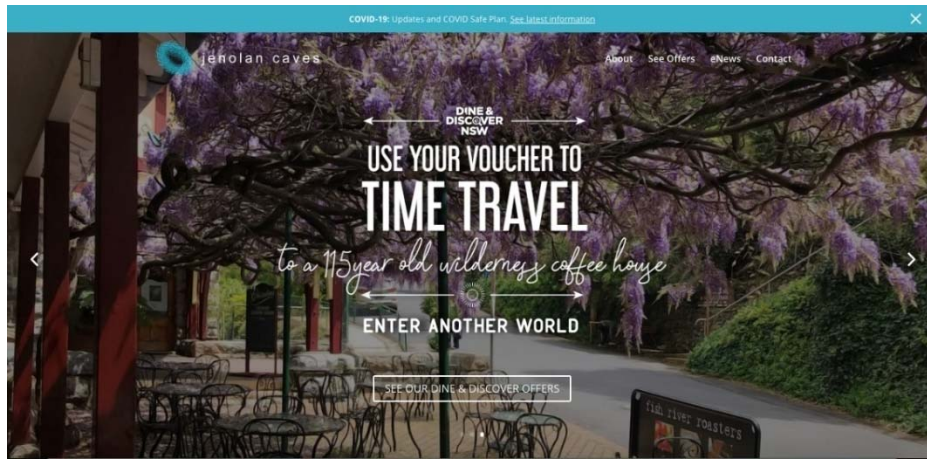 COVID-19: Updates and COVID Safe Plan. See latest information
jenolan caves
About See Offers eNews Contact
DINE &
DISCOVER
NSW
USE YOUR VOUCHER TO
TIME TRAVEL
to a 115 year old wilderness coffee house
ENTER ANOTHER WORLD
SEE OUR DINE & DISCOVER OFFERS
fish river roasters